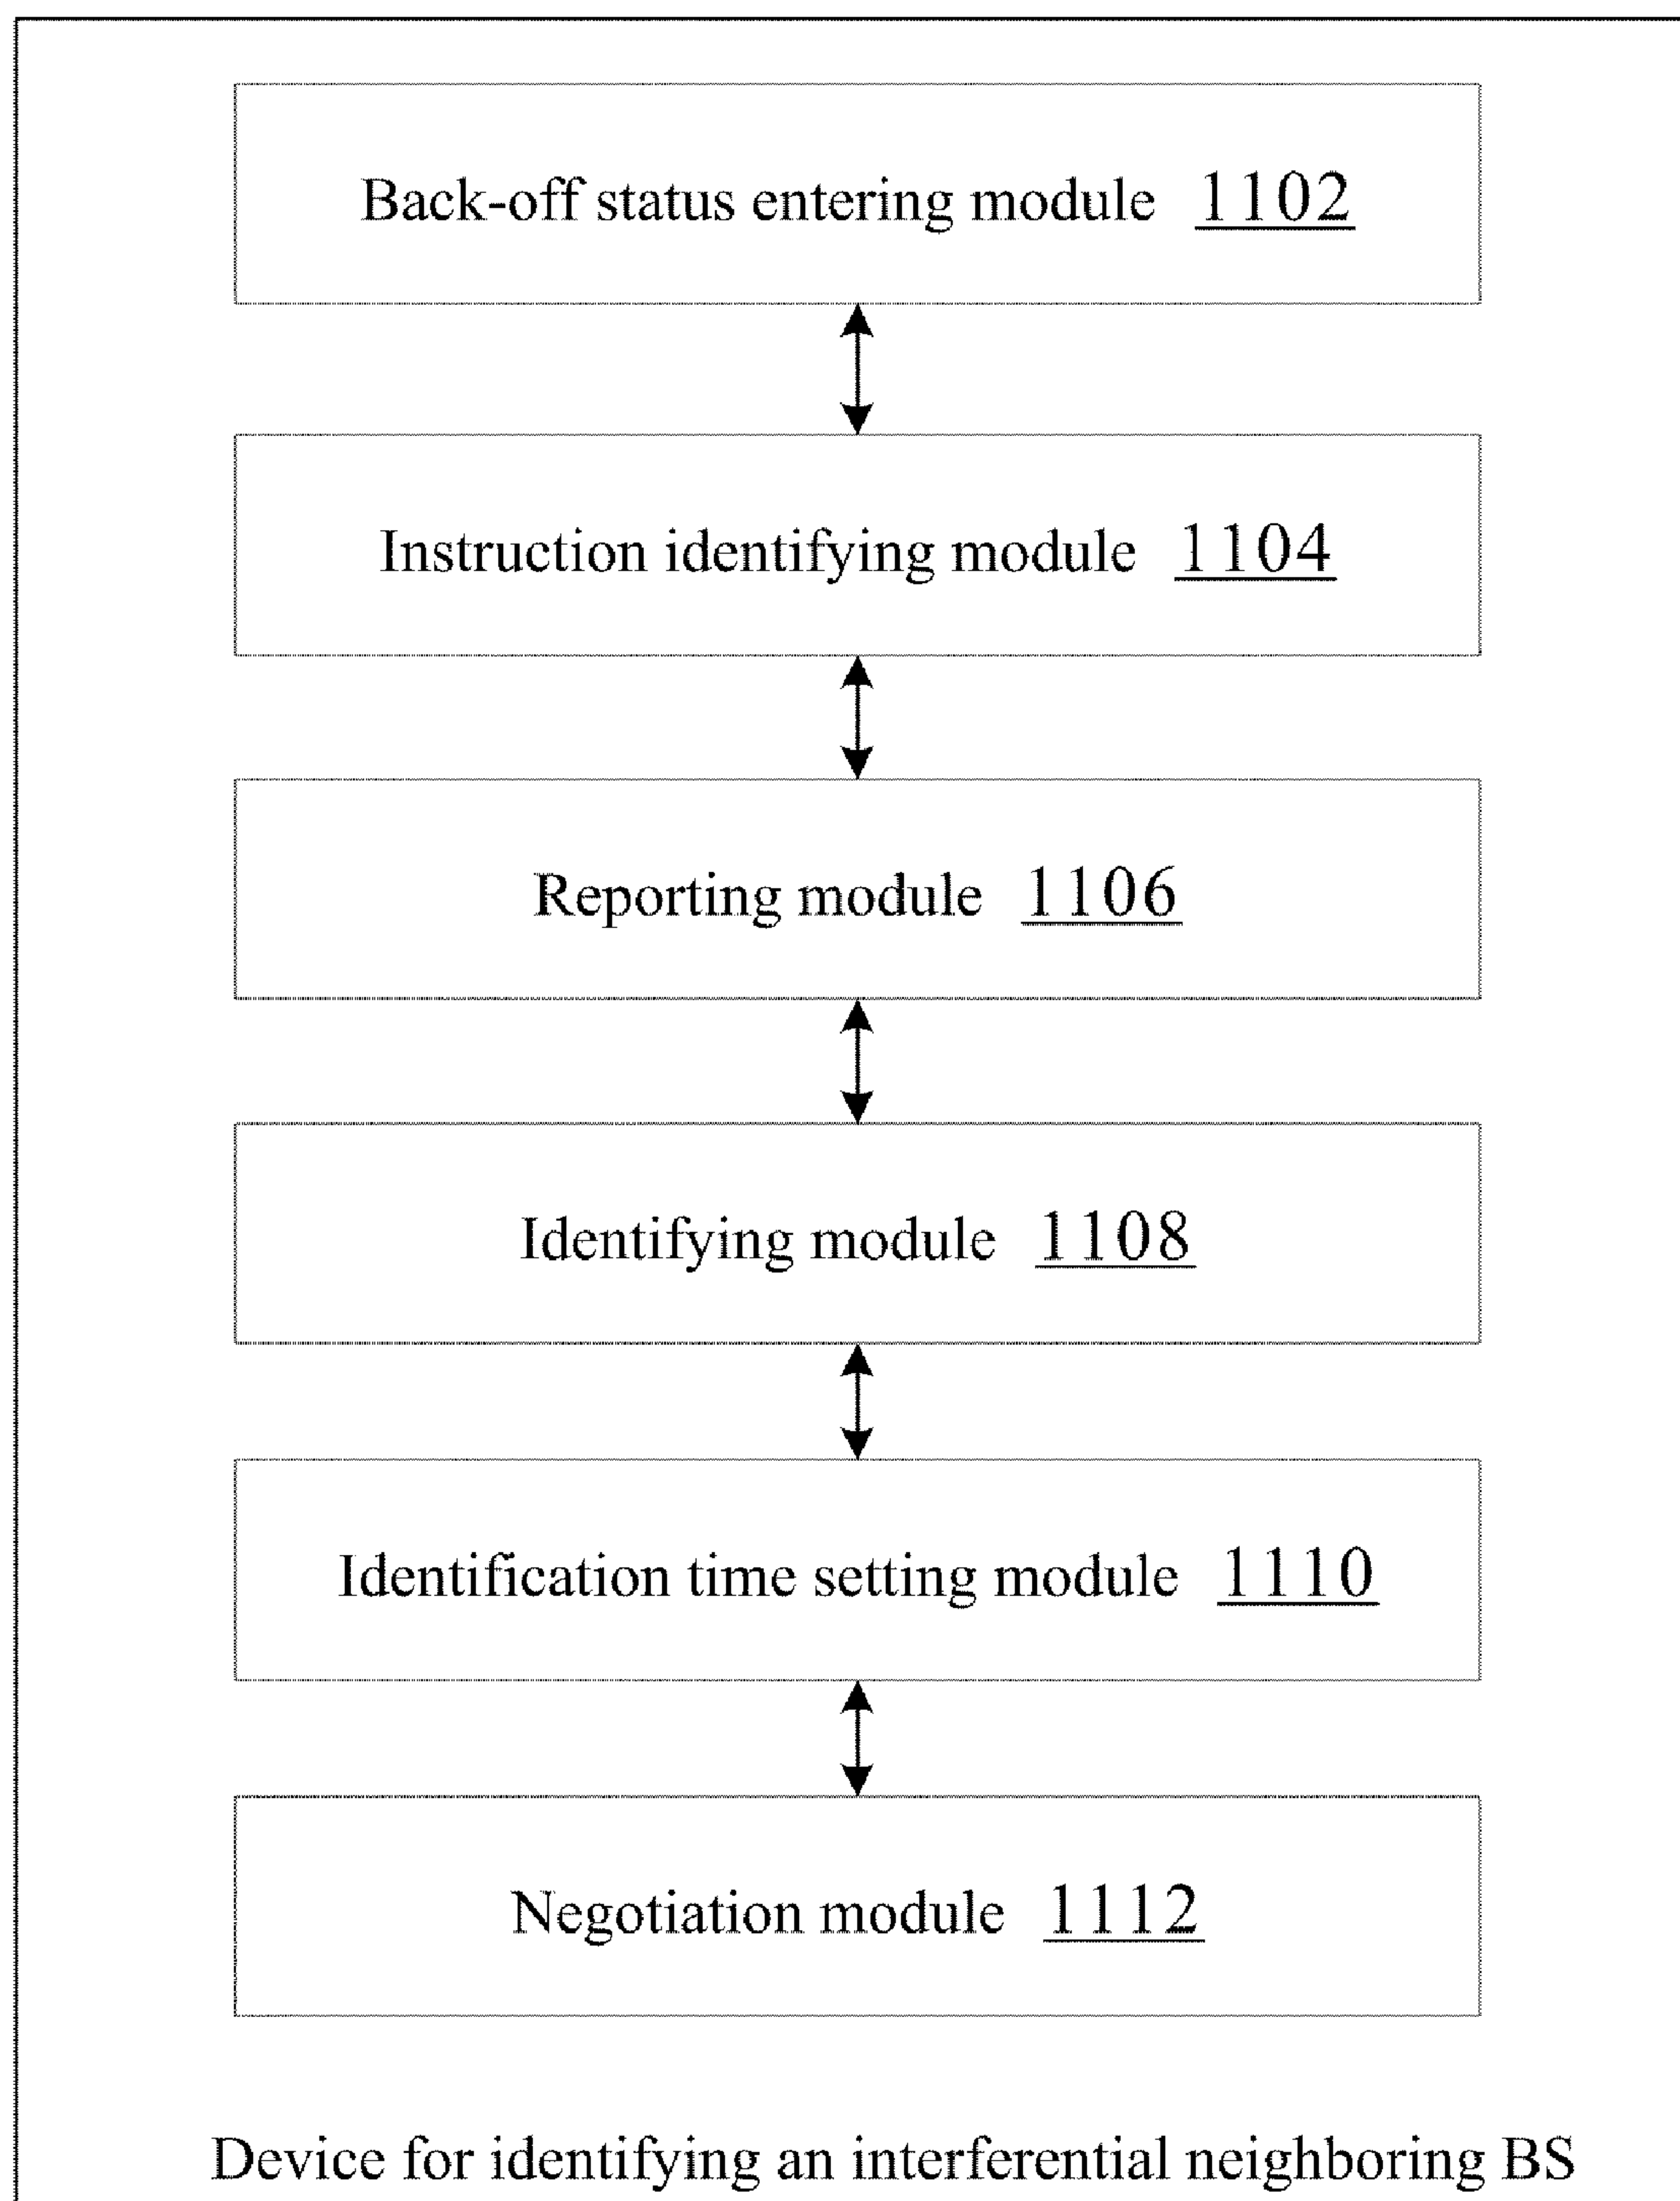 Back-off status entering module 1102
Instruction identifying module 1104
Reporting module 1106
Identifying module 1108
Identification time setting module 1110
Negotiation module 1112
Device for identifying an interferential neighboring BS